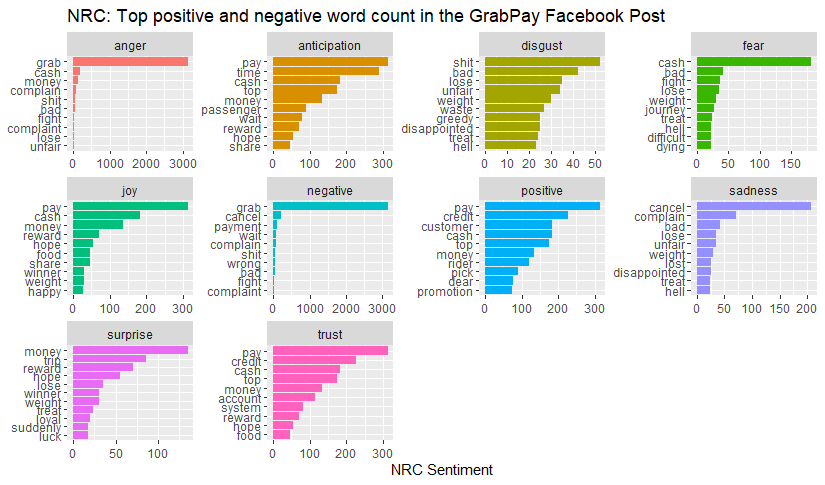 NRC: Top positive and negative word count in the GrabPay Facebook Post
anger
grab
cash
money
complain
shit
bad
fight
complaint
lose
unfair
0 1000 2000 3000
anticipation
pay
time
cash
top
money
passenger
wait
reward
hope
share
0 100 200 300
disgust
shit
bad
lose
unfair
weight
waste
greedy
disappointed
treat
hell
0 10 20 30 40 50
fear
cash
bad
fight
lose
weight
journey
treat
hell
difficult
dying
0 50 100 150
joy
pay
cash
money
reward
hope
food
share
winner
weight
happy
0 100 200 300
negative
grab
cancel
payment
wait
complain
shit
wrong
bad
fight
complaint
0 1000 2000 3000
positive
pay
credit
customer
cash
top
money
rider
pick
dear
promotion
0 100 200 300
sadness
cancel
complain
bad
lose
unfair
weight
lost
disappointed
treat
hell
0 50 100 150 200
surprise
money
trip
reward
hope
lose
winner
weight
treat
loyal
suddenly
luck
0 50 100
trust
pay
credit
cash
top
money
account
system
reward
hope
food
0 100 200 300
NRC Sentiment